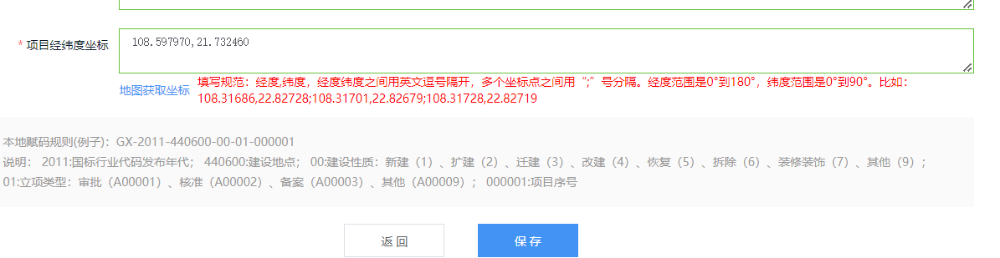 * 项目经纬度坐标
108.597970,21.732460
地图获取坐标
填写规范：经度,纬度，经度纬度之间用英文逗号隔开，多个坐标点之间用“;”号分隔。经度范围是0°到180°，纬度范围是0°到90°。比如：
108.31686,22.82728;108.31701,22.82679;108.31728,22.82719
本地赋码规则(例子)：GX-2011-440600-00-01-000001
说明： 2011:国标行业代码发布年代； 440600:建设地点； 00:建设性质：新建（1）、扩建（2）、迁建（3）、改建（4）、恢复（5）、拆除（6）、装修装饰（7）、其他（9）；
01:立项类型：审批（A00001）、核准（A00002）、备案（A00003）、其他（A00009）； 000001:项目序号
返回
保存